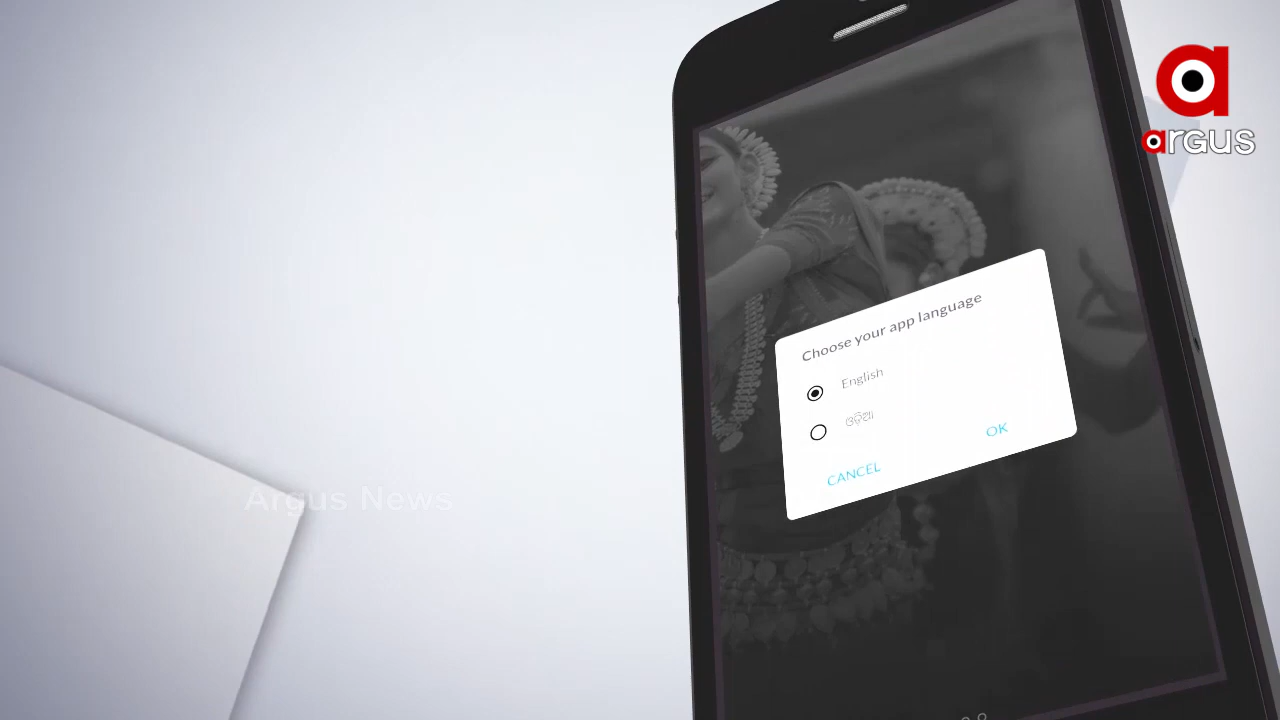 argus
Choose your app language
English
ଓଡ଼ିଆ
CANCEL
OK
Argus News